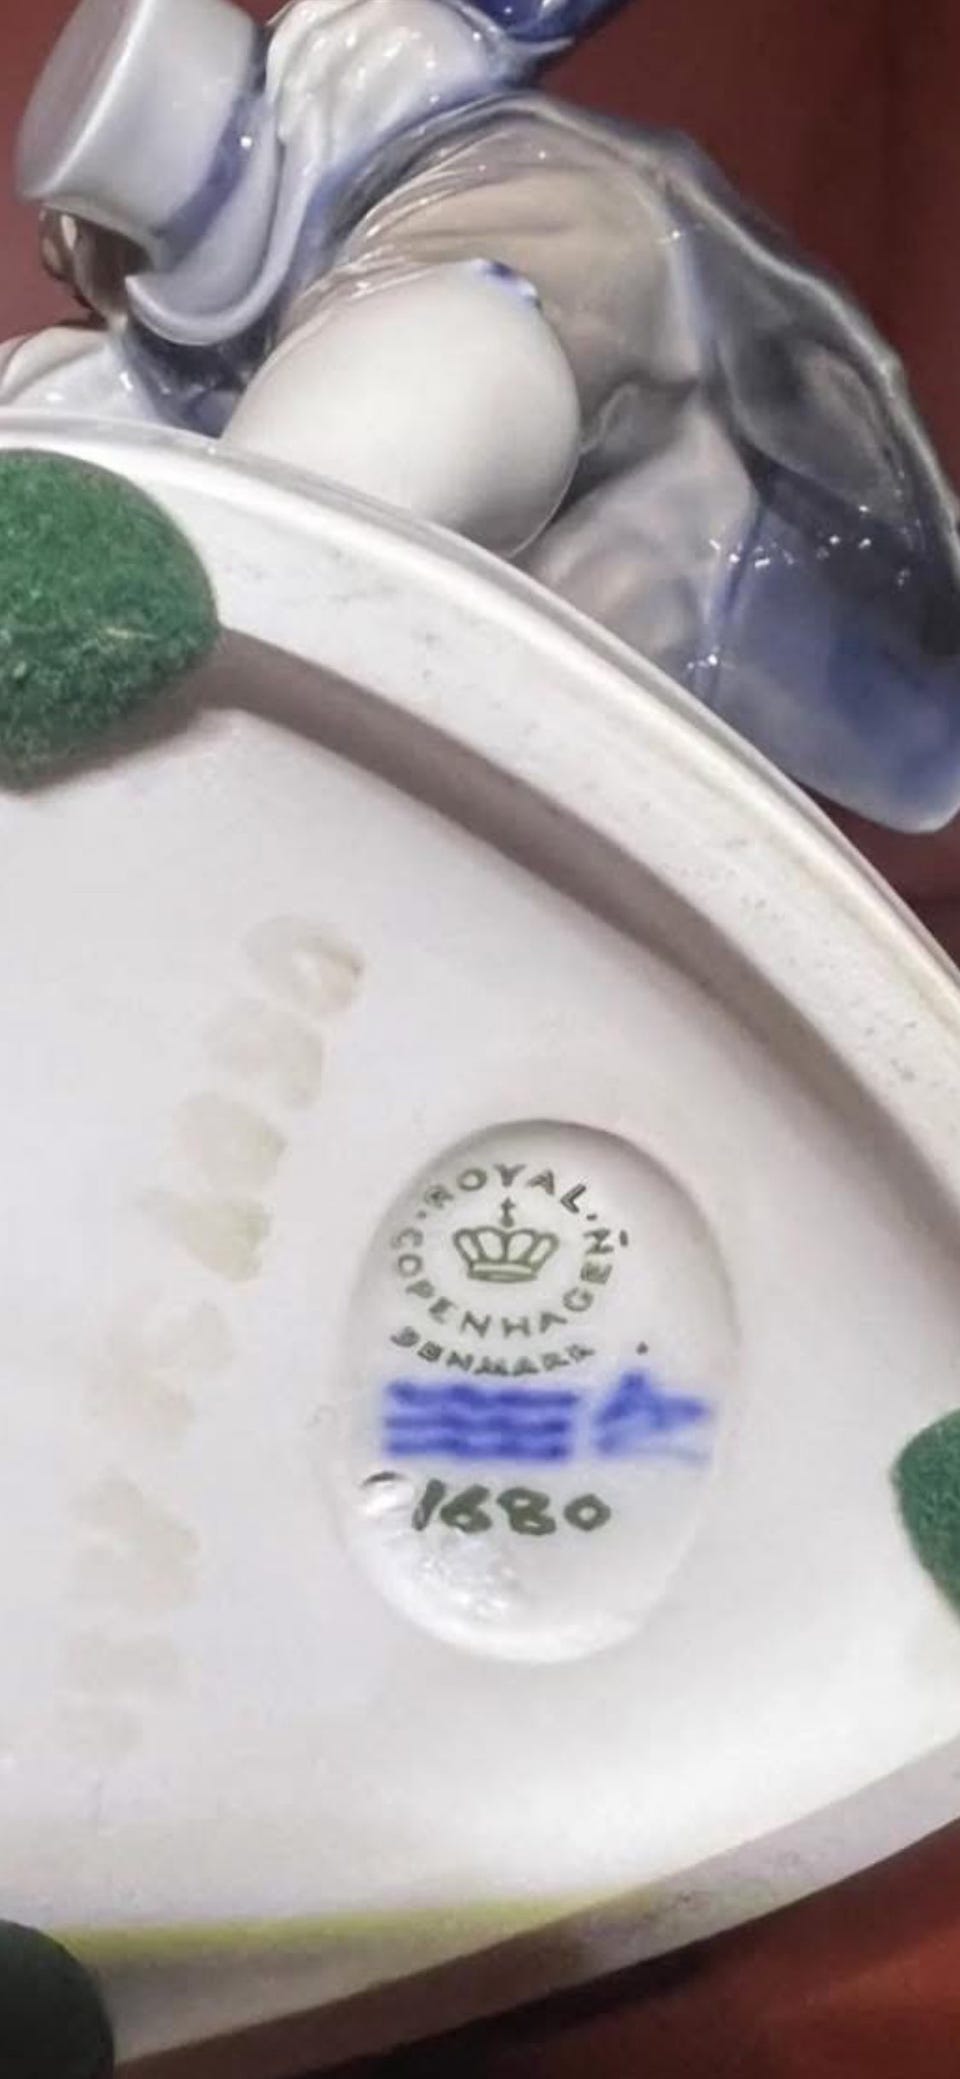 ROYAL
COPENHAGEN
DENMARK
1680